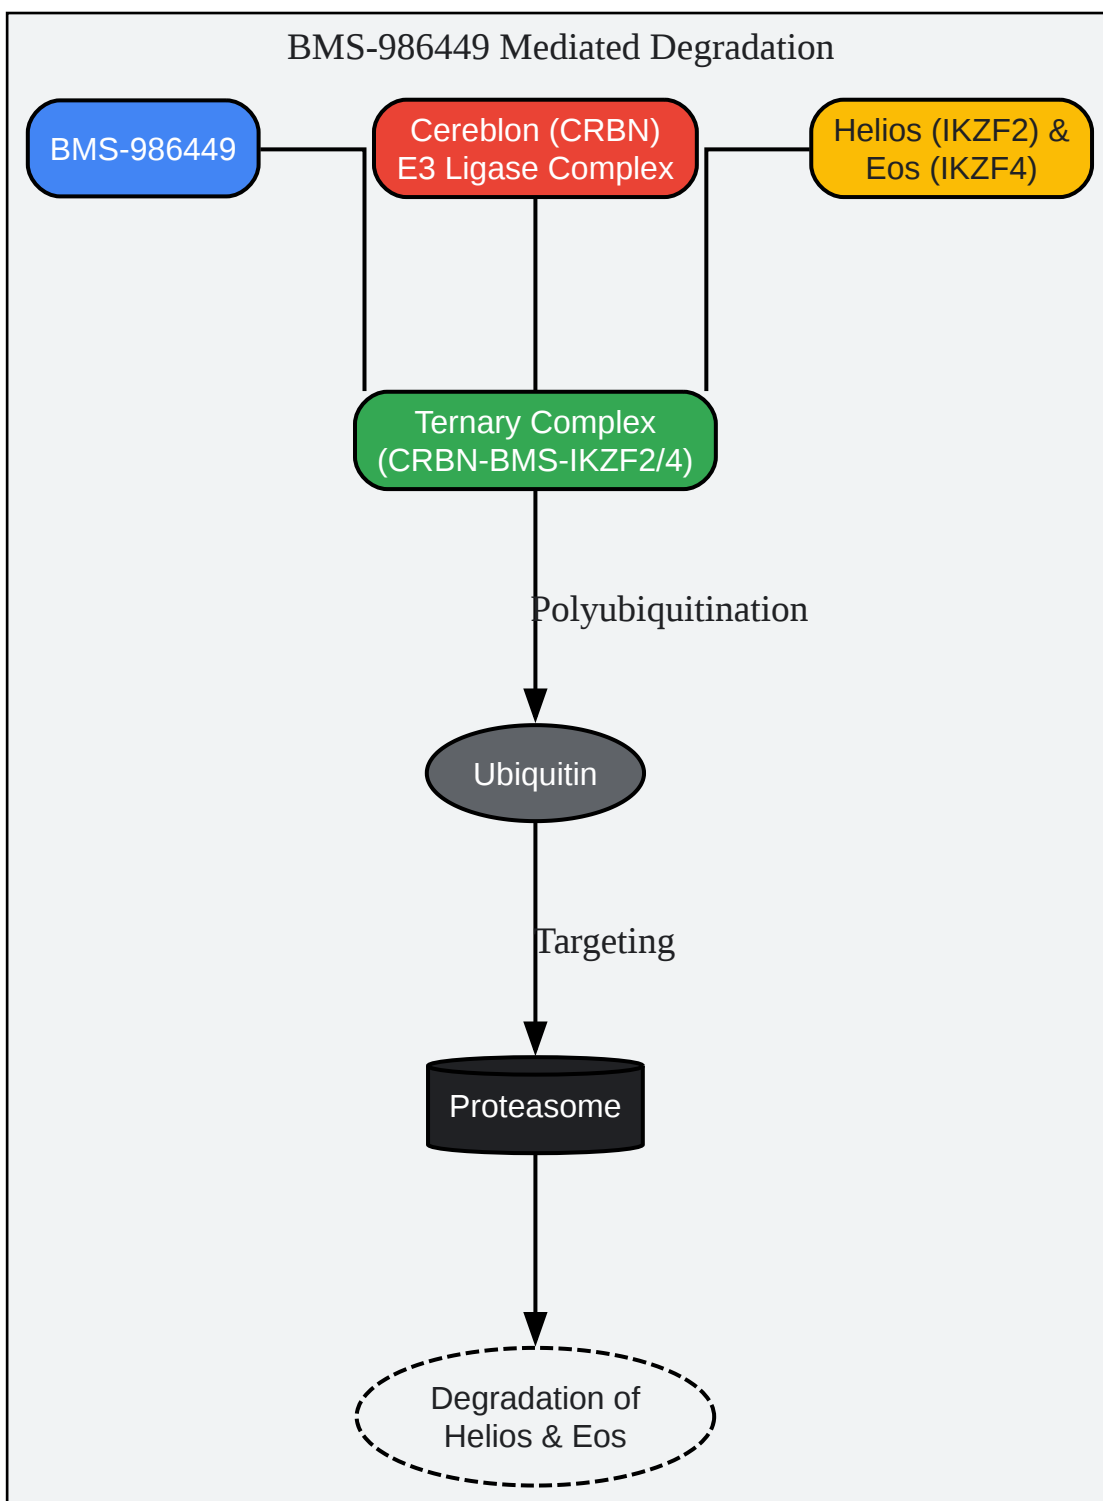 BMS-986449 Mediated Degradation
BMS-986449
Cereblon (CRBN)
E3 Ligase Complex
Helios (IKZF2) &
Eos (IKZF4)
Ternary Complex
(CRBN-BMS-IKZF2/4)
Polyubiquitination
Ubiquitin
Targeting
Proteasome
Degradation of
Helios & Eos